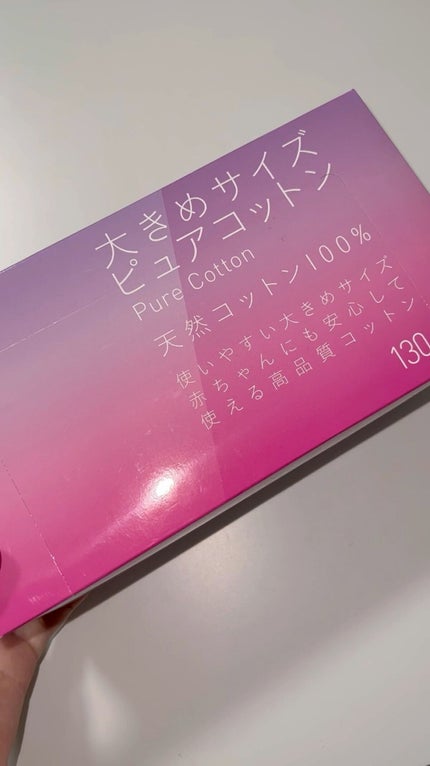 大きめサイズ
ピュアコットン
Pure Cotton
天然コットン100%
使いやすい大きめサイズ
赤ちゃんにも安心して
使える高品質コットン
130